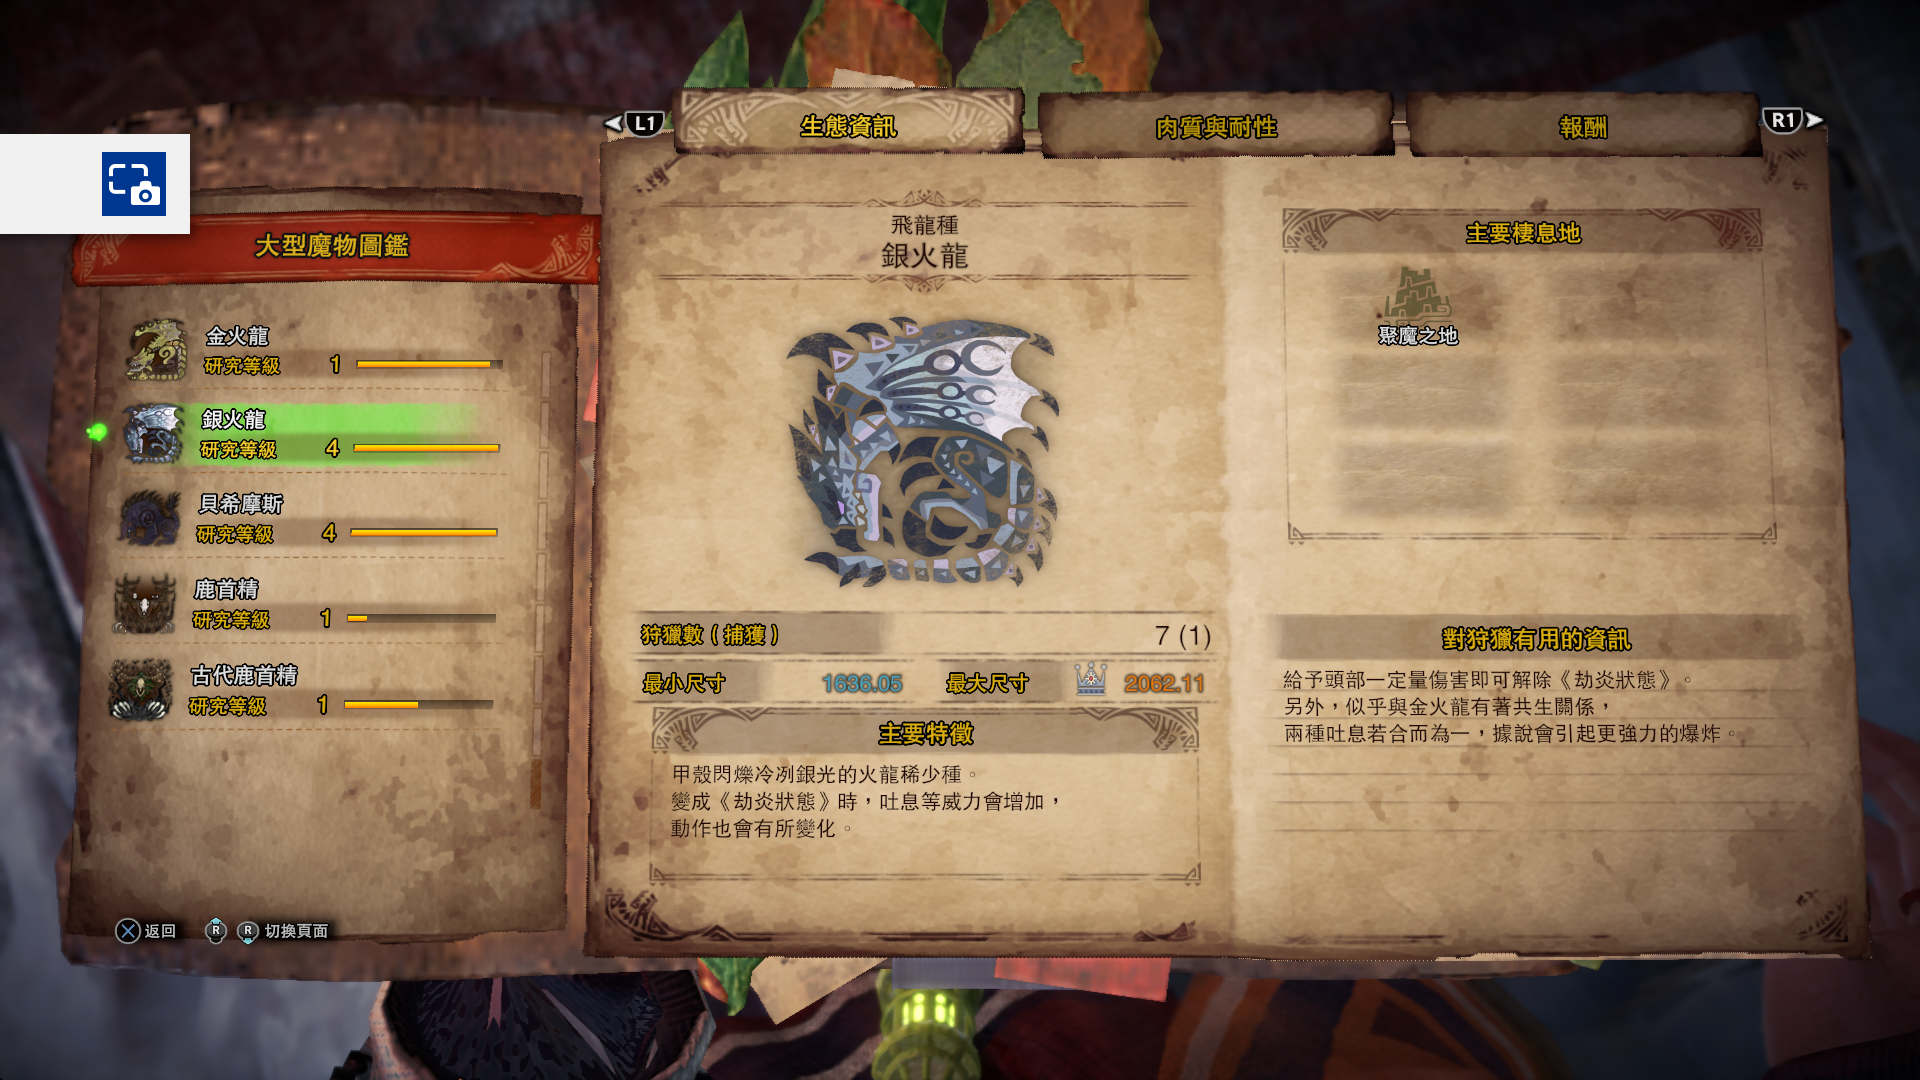 L1
生態資訊
肉質與耐性
報酬
R1
大型魔物圖鑑
金火龍
研究等級 1
銀火龍
研究等級 4
貝希摩斯
研究等級 4
鹿首精
研究等級 1
古代鹿首精
研究等級 1
返回
R R 切換頁面
飛龍種
銀火龍
狩獵數(捕獲) 7 (1)
最小尺寸 1636.05 最大尺寸 2062.11
主要特徵
甲殼閃爍冷冽銀光的火龍稀少種。
變成《劫炎狀態》時,吐息等威力會增加,
動作也會有所變化。
主要棲息地
聚魔之地
對狩獵有用的資訊
給予頭部一定量傷害即可解除《劫炎狀態》。
另外,似乎與金火龍有著共生關係,
兩種吐息若合而為一,據說會引起更強力的爆炸。